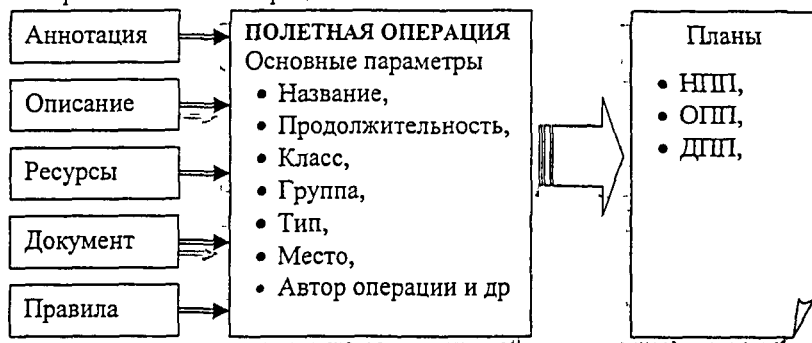 Аннотация
Описание
Ресурсы
Документ
Правила
ПОЛЕТНАЯ ОПЕРАЦИЯ
Основные параметры
• Название,
• Продолжительность,
• Класс,
• Группа,
• Тип,
• Место,
• Автор операции и др
Планы
• НПП,
• ОПП,
• ДПП,